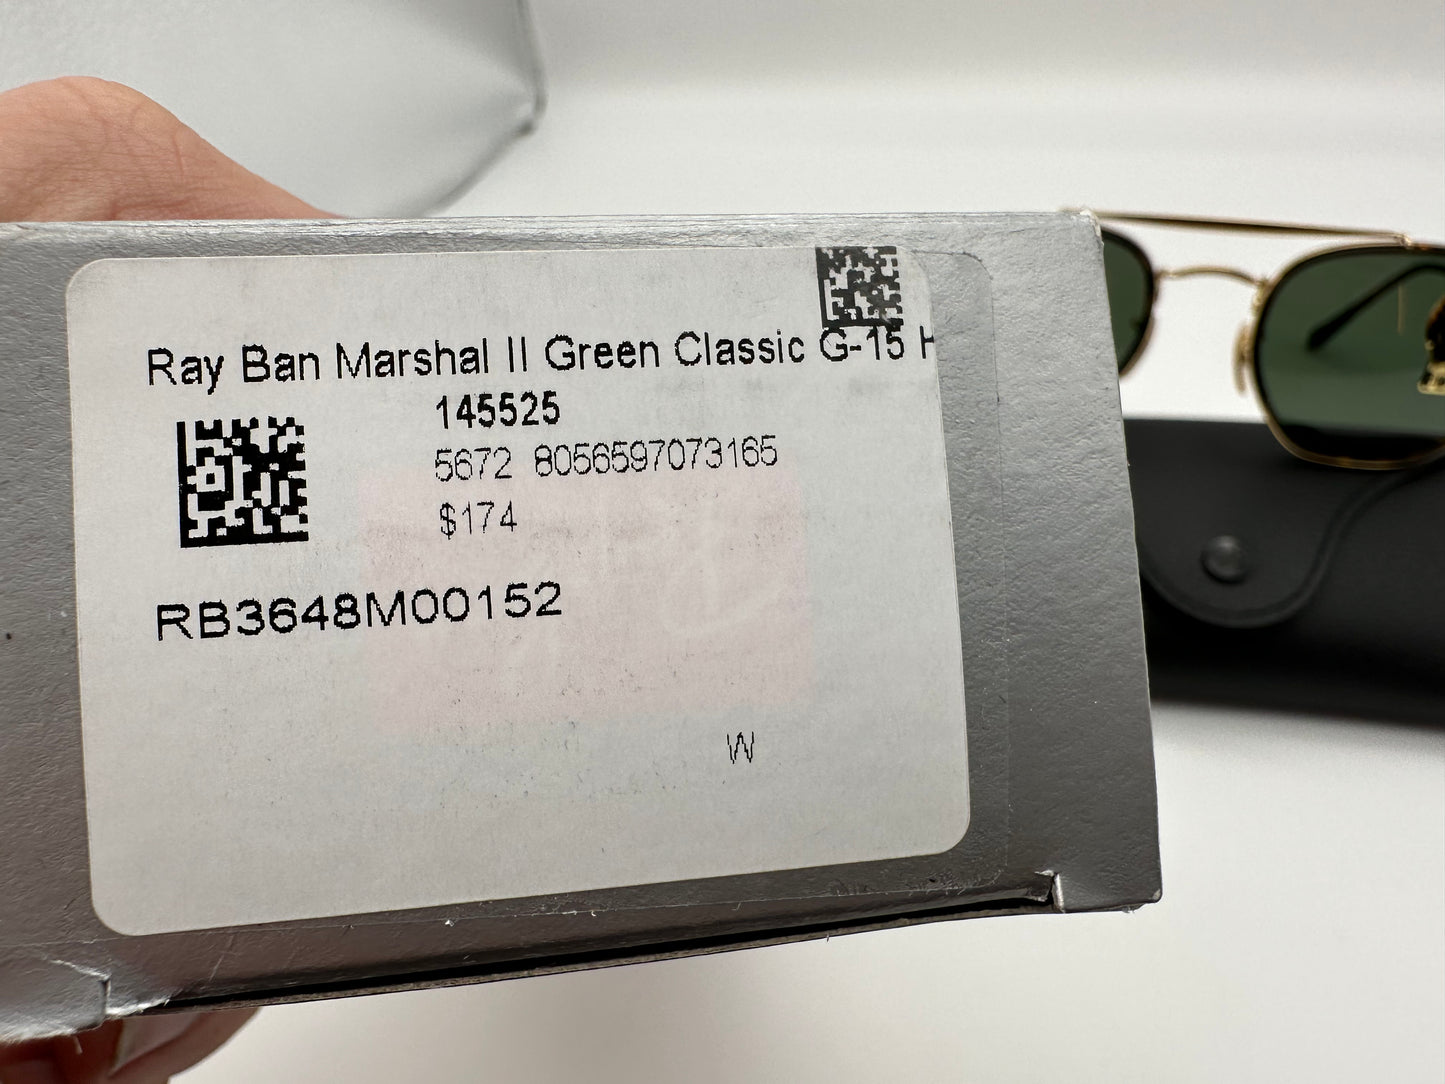 Ray Ban Marshal II Green Classic G-15 H
145525
5672 8056597073165
$174
RB3648M00152
W